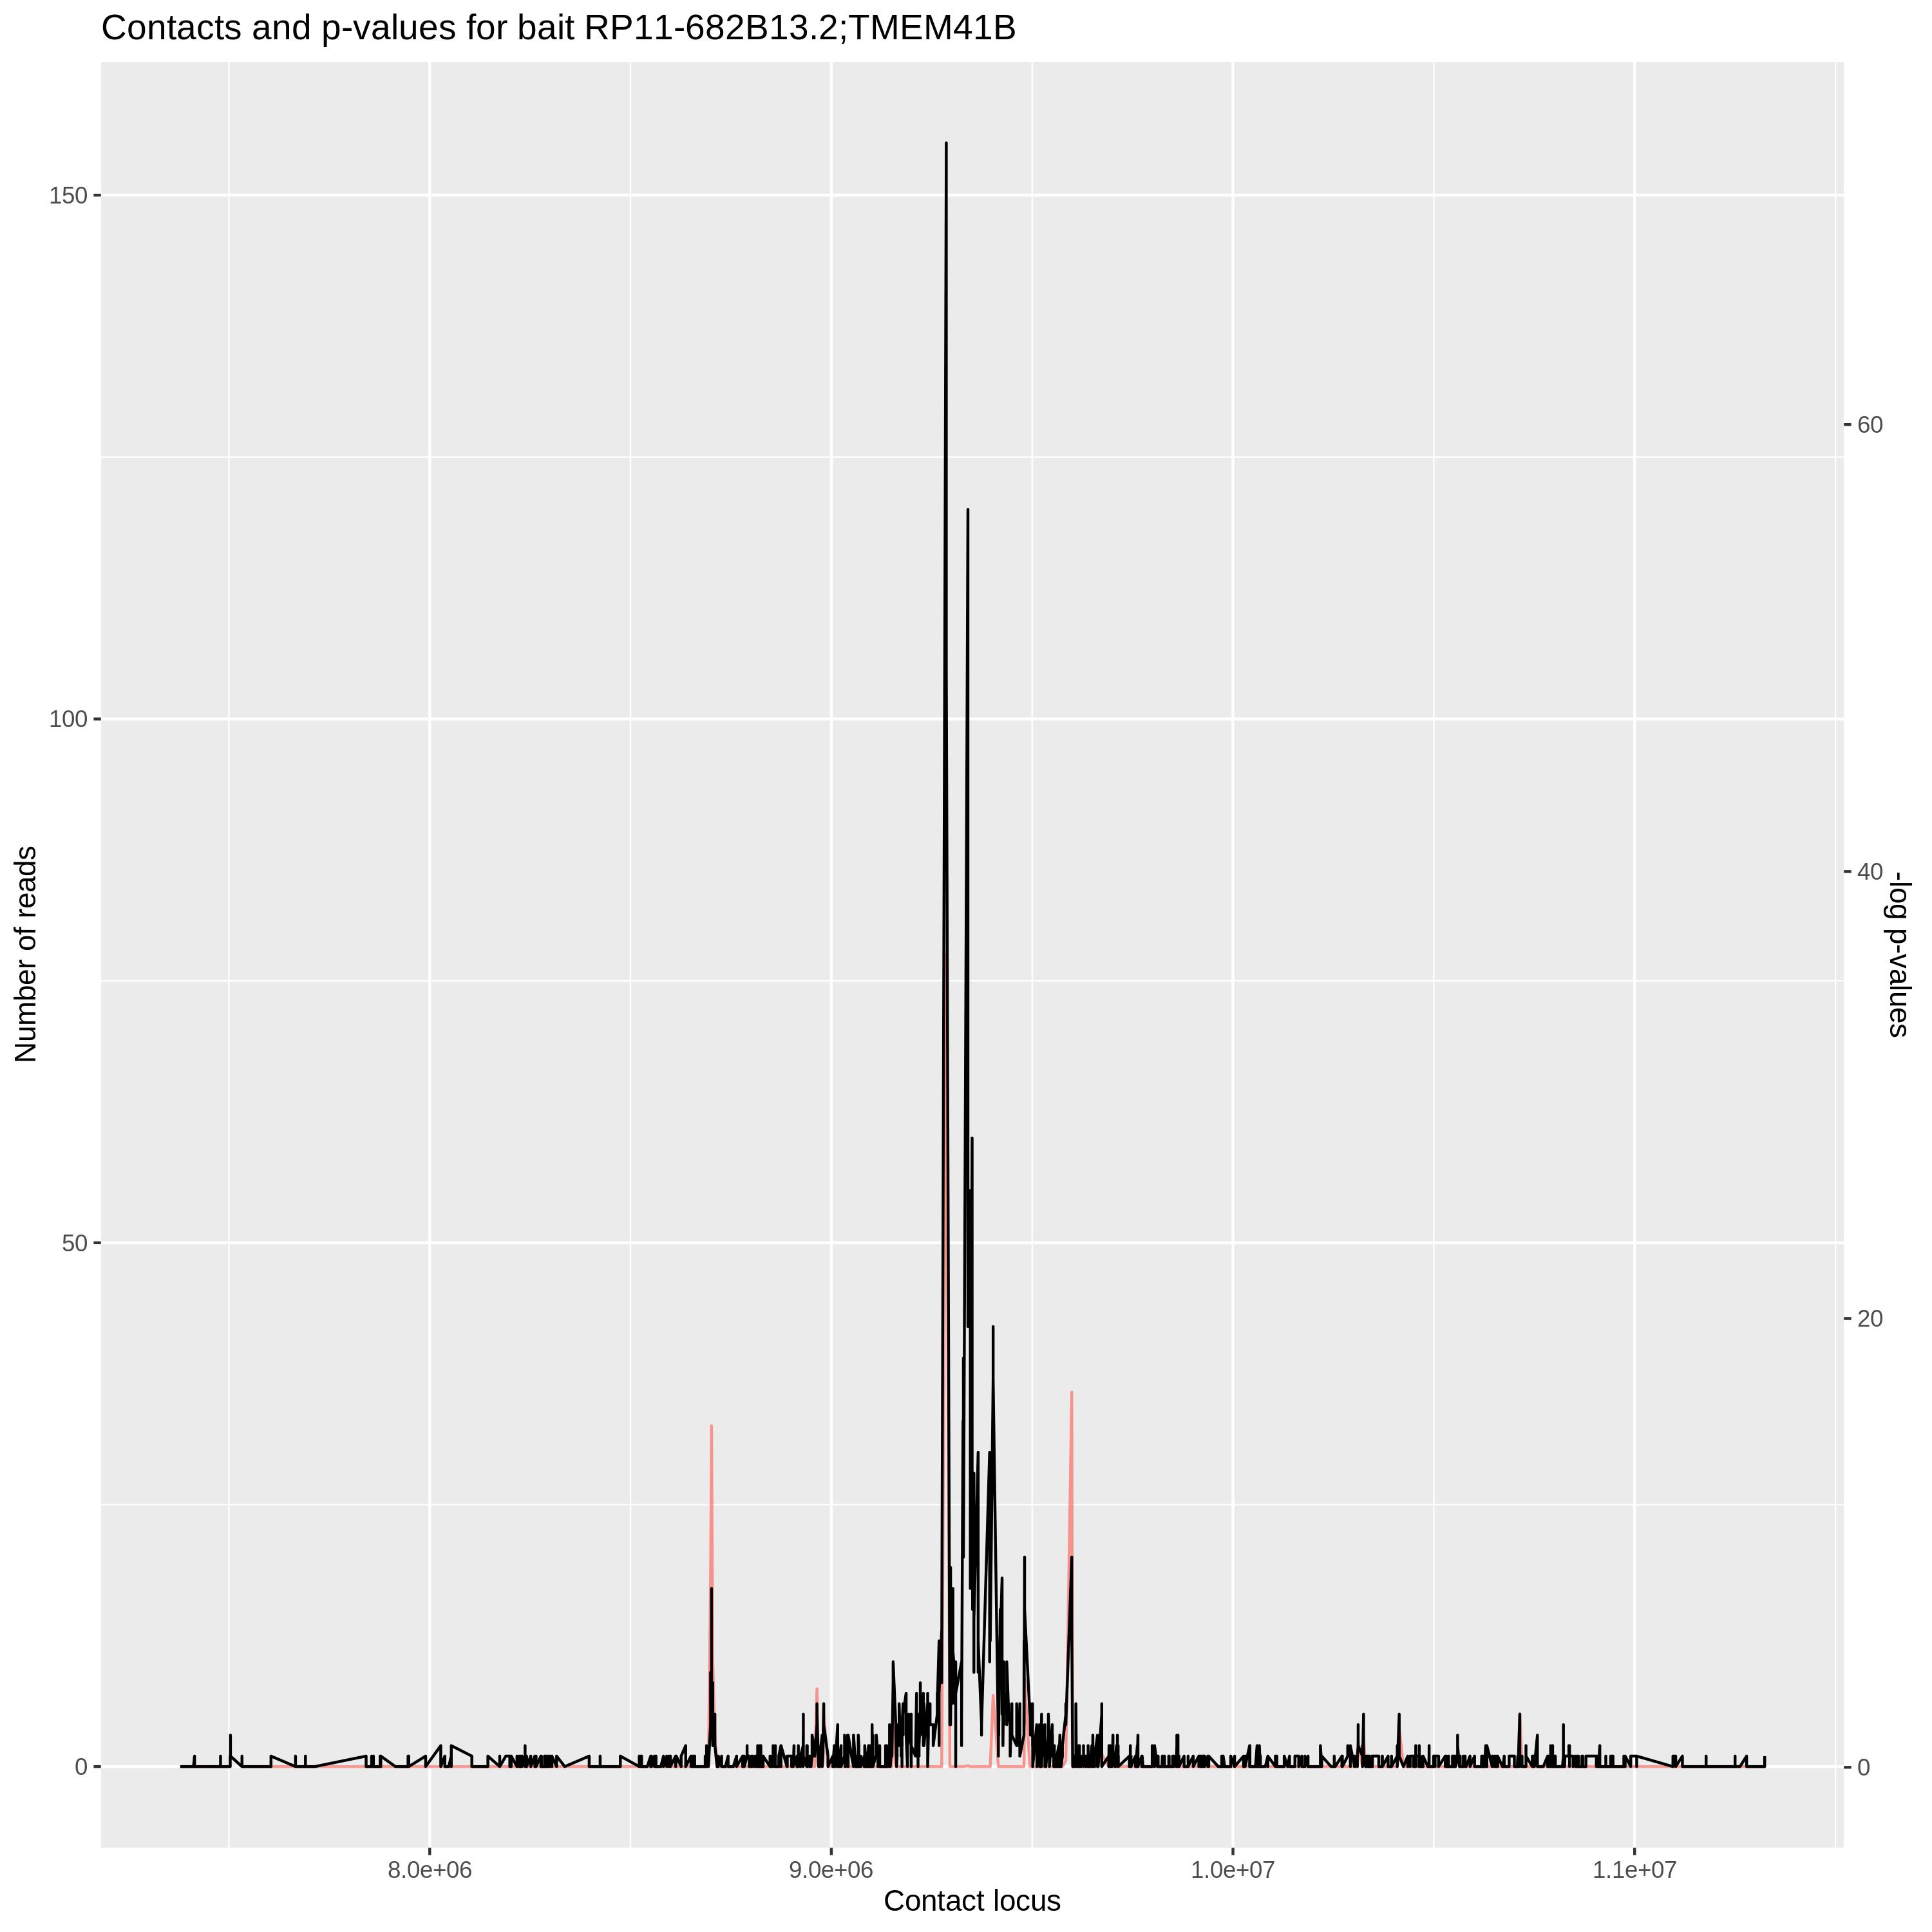 Contacts and p-values for bait RP11-682B13.2;TMEM41B
150
100
50
0
Number of reads
60
40
20
0
-log p-values
8.0e+06
9.0e+06
1.0e+07
1.1e+07
Contact locus